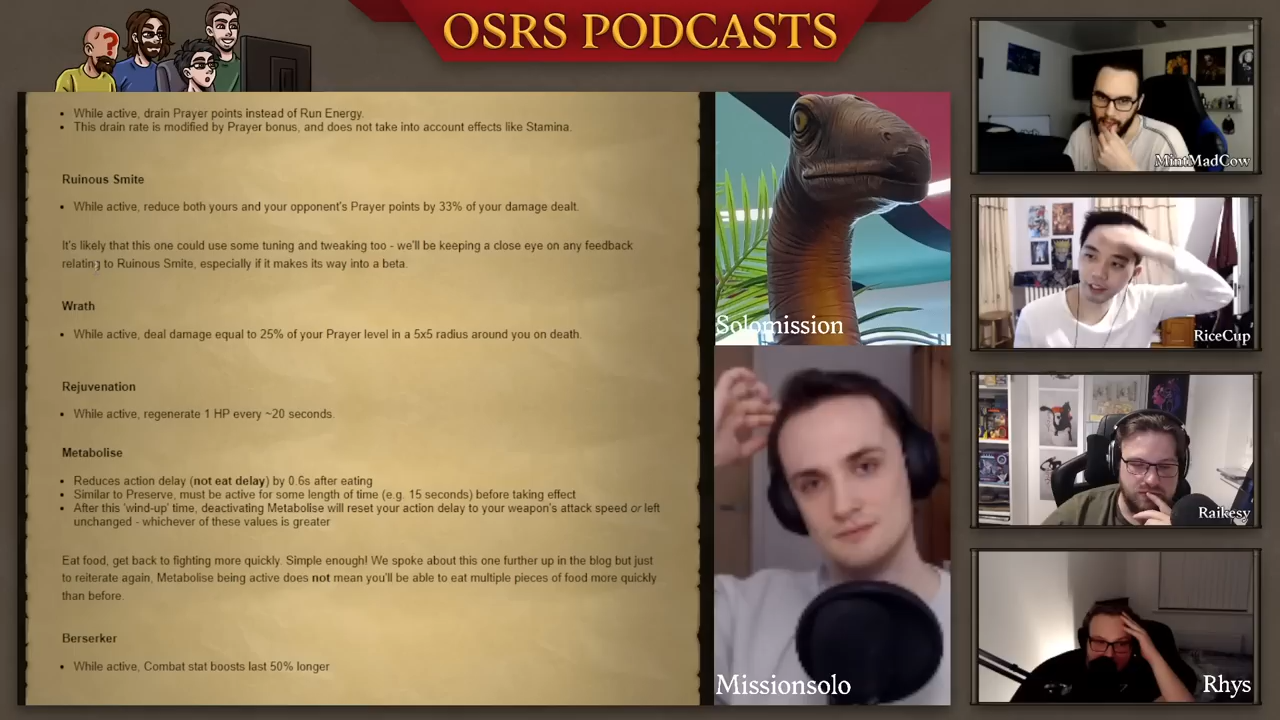 OSRS PODCASTS
While active, drain Prayer points instead of Run Energy.
This drain rate is modified by Prayer bonus, and does not take into account effects like Stamina.
Ruinous Smite
While active, reduce both yours and your opponent's Prayer points by 33% of your damage dealt.
It's likely that this one could use some tuning and tweaking too - we'll be keeping a close eye on any feedback
relating to Ruinous Smite, especially if it makes its way into a beta.
Wrath
While active, deal damage equal to 25% of your Prayer level in a 5x5 radius around you on death.
Rejuvenation
While active, regenerate 1 HP every ~20 seconds.
Metabolise
Reduces action delay (not eat delay) by 0.6s after eating
Similar to Preserve, must be active for some length of time (e.g. 15 seconds) before taking effect
After this 'wind-up' time, deactivating Metabolise will reset your action delay to your weapon's attack speed or left
unchanged - whichever of these values is greater
Eat food, get back to fighting more quickly. Simple enough! We spoke about this one further up in the blog but just
to reiterate again, Metabolise being active does not mean you'll be able to eat multiple pieces of food more quickly
than before.
Berserker
While active, Combat stat boosts last 50% longer
Solomission
Missionsolo
MintMadCow
RiceCup
Raikesy
Rhys